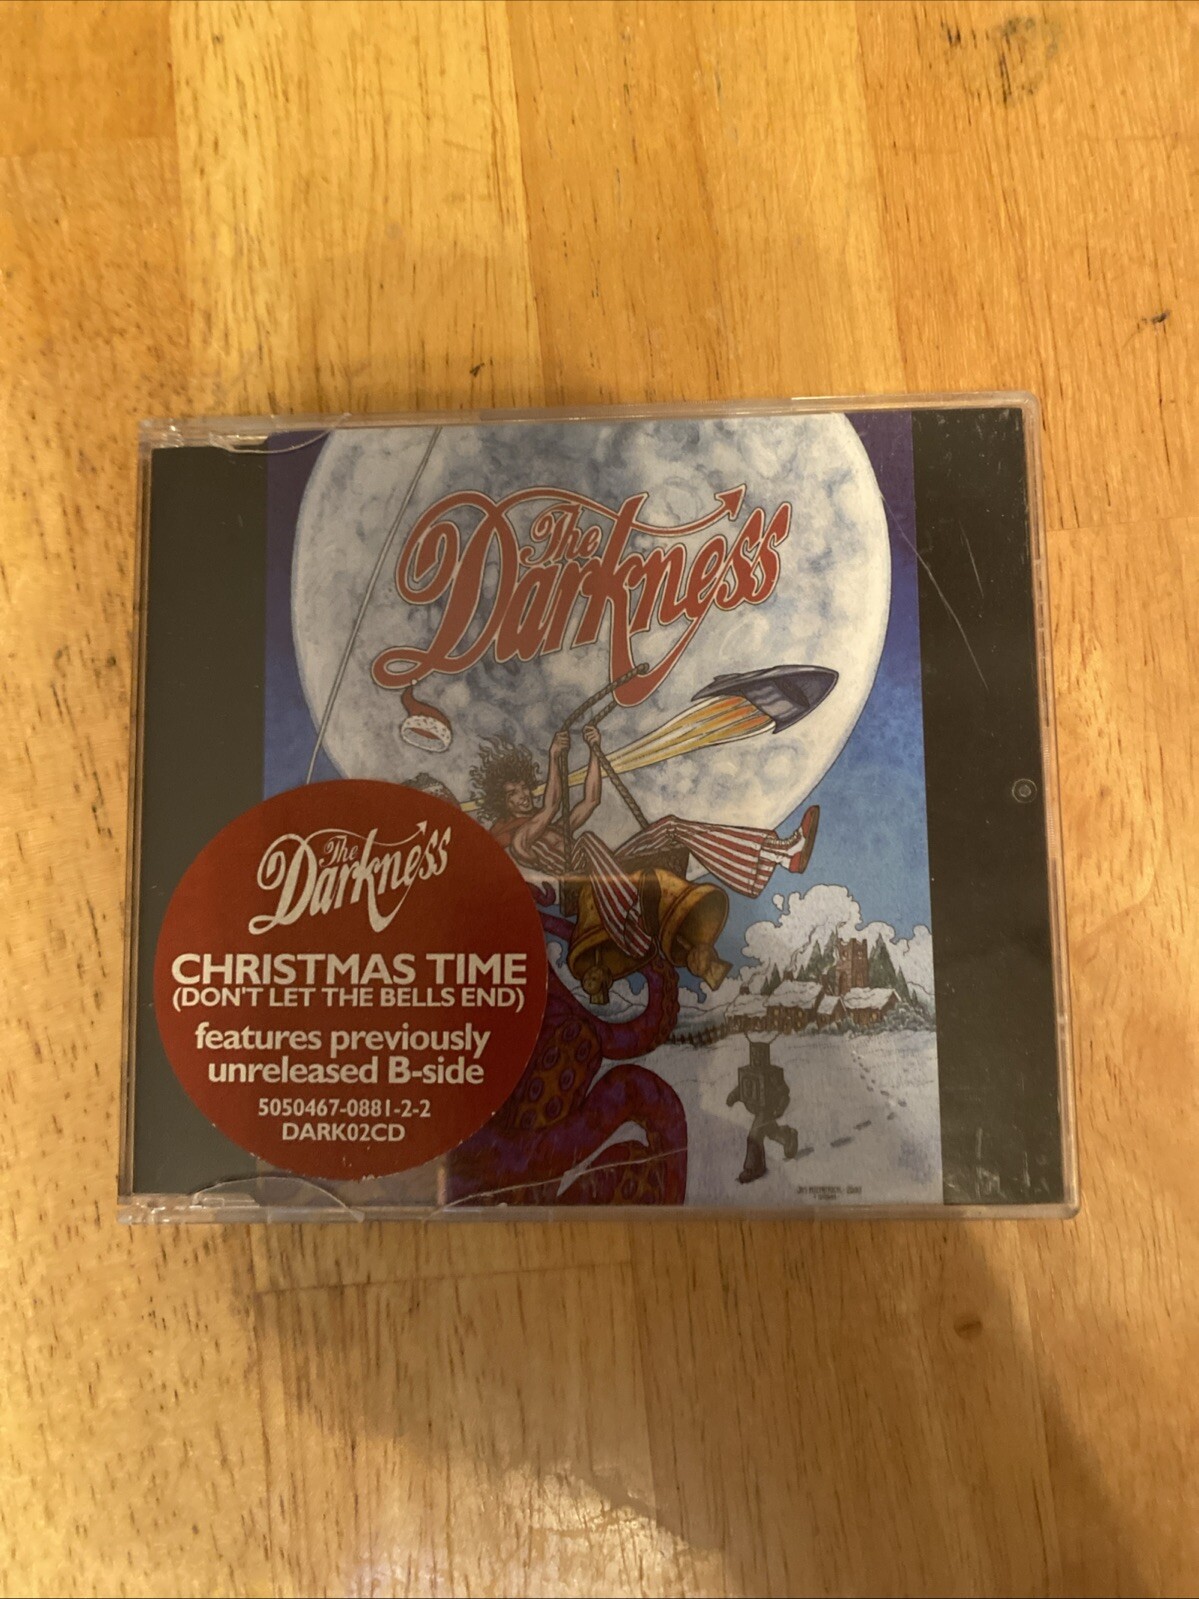 The
Darkness
The
Darkness
CHRISTMAS TIME
(DON'T LET THE BELLS END)
features previously
unreleased B-side
5050467-0881-2-2
DARK02CD